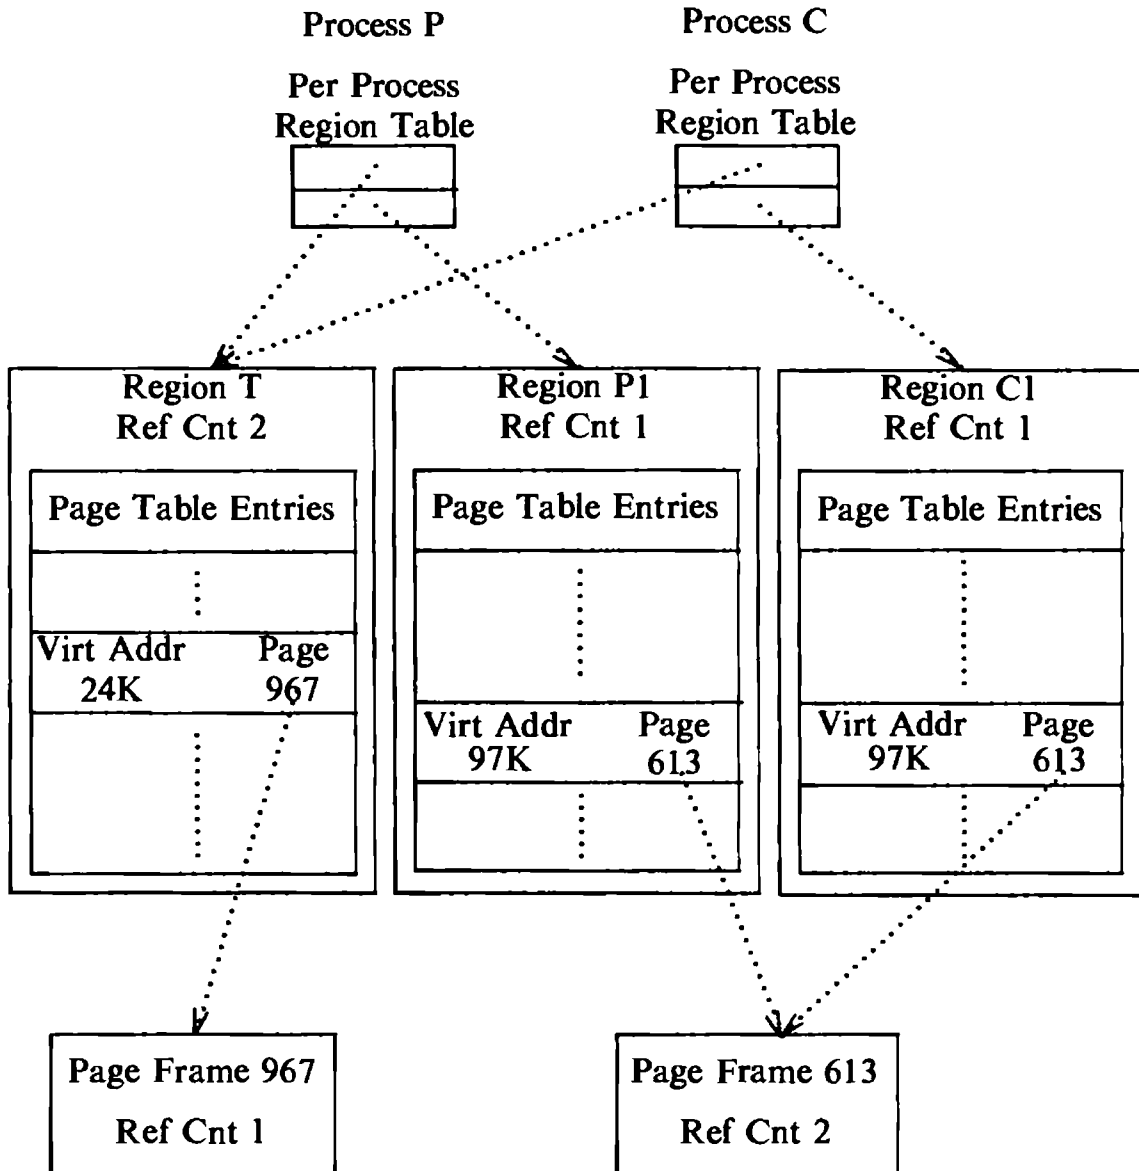 Process P
Per Process
Region Table
Process C
Per Process
Region Table
Region T
Ref Cnt 2
Page Table Entries
Virt Addr Page
24K 967
Region P1
Ref Cnt 1
Page Table Entries
Virt Addr Page
97K 613
Region C1
Ref Cnt 1
Page Table Entries
Virt Addr Page
97K 613
Page Frame 967
Ref Cnt 1
Page Frame 613
Ref Cnt 2